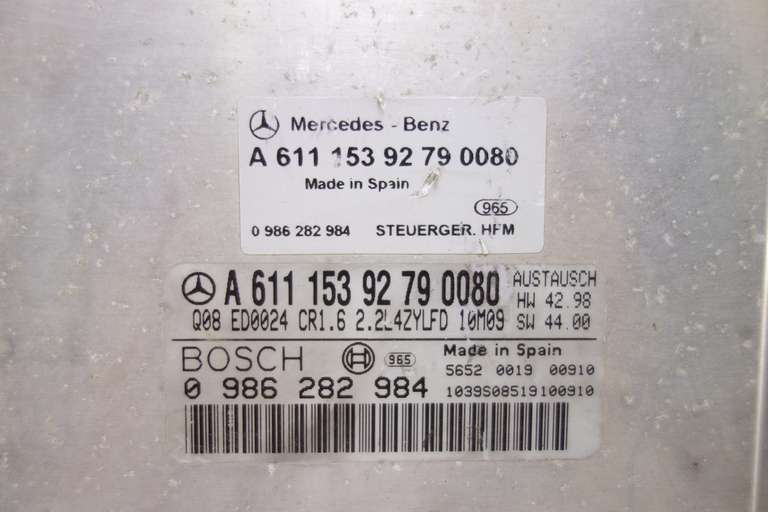 Mercedes - Benz
A 611 153 92 79 0080
Made in Spain
965
0 986 282 984 STEUERGER. HFM
A 611 153 92 79 0080 AUSTAUSCH
HW 42.98
Q08 ED0024 CR1.6 2.2L4ZYLFD 10M09 SW 44.00
BOSCH 965 Made in Spain
5652 0019 00910
0 986 282 984 1039S08519100910